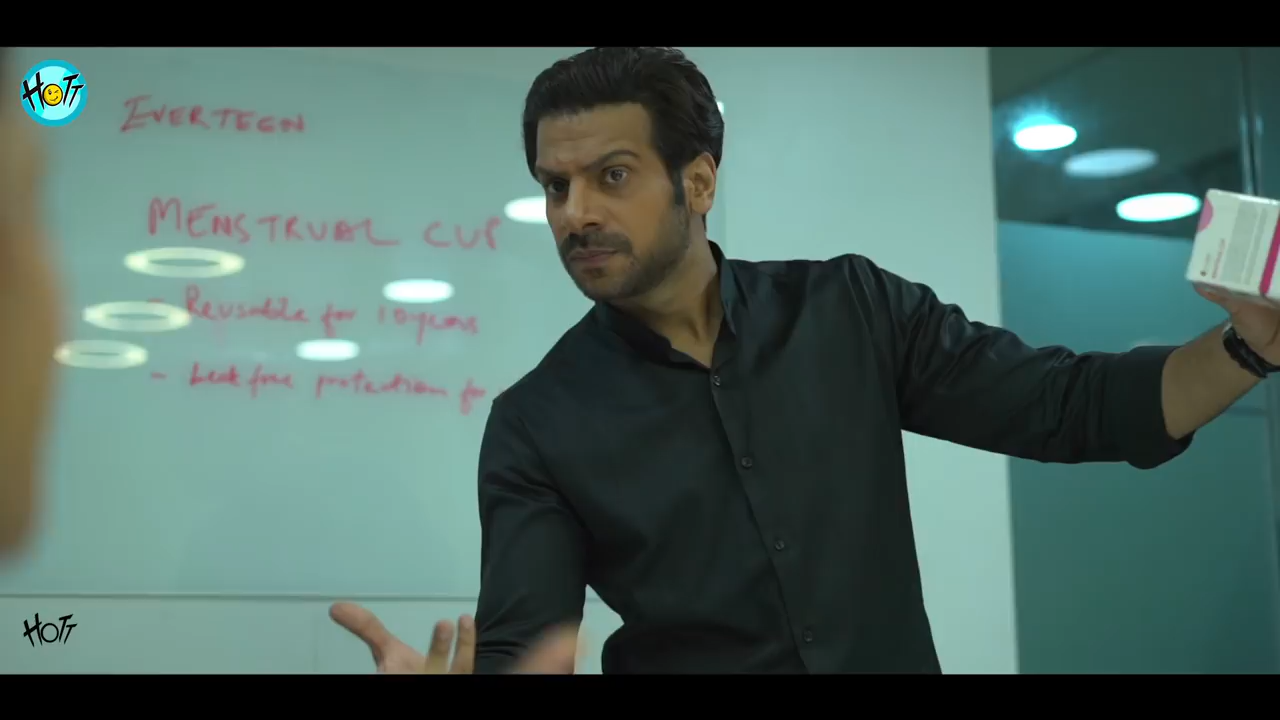 HOTT
EVERTEEN
MENSTRUAL CUP
- Reusable for 10 years
- Leak free protection for
HOTT